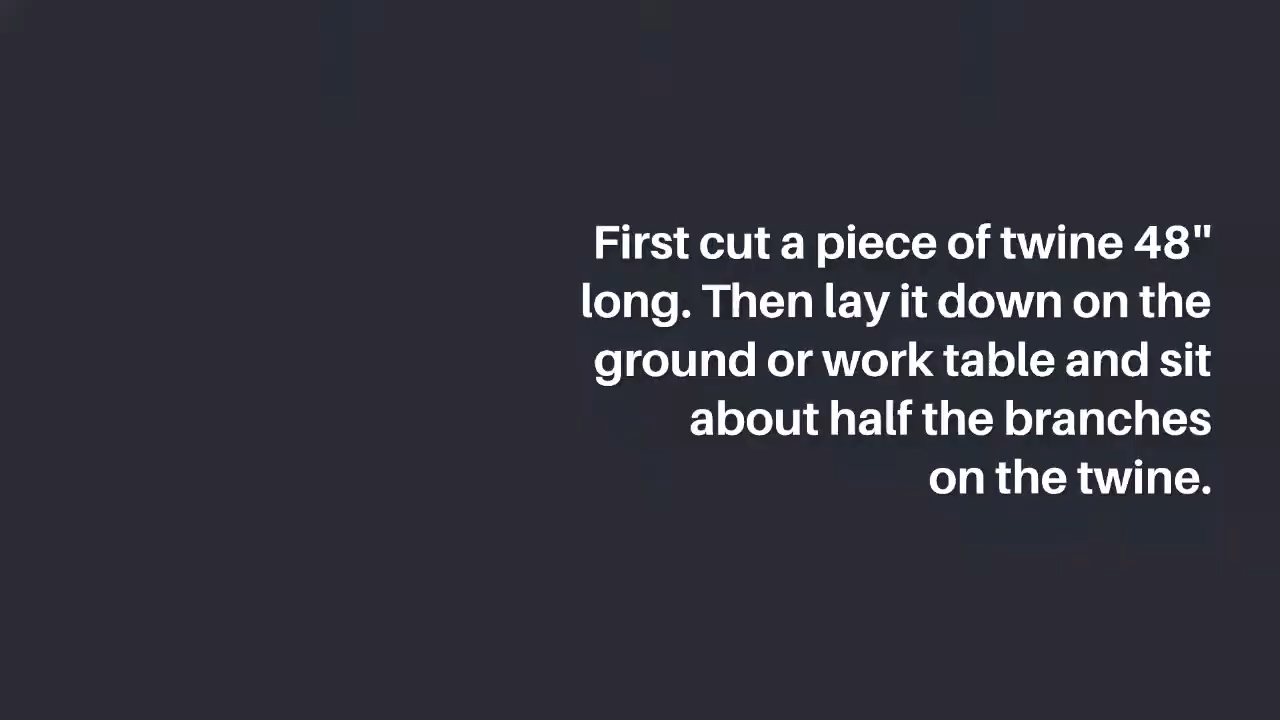 First cut a piece of twine 48"
long. Then lay it down on the
ground or work table and sit
about half the branches
on the twine.